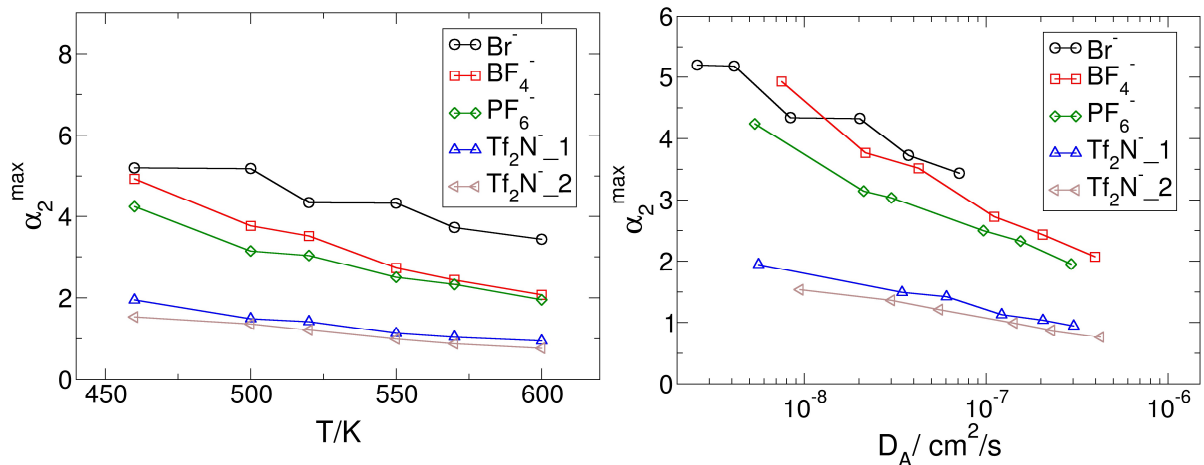 8
6
4
2
0
α₂ᵐᵃˣ
450
500
550
600
T/K
Br⁻
BF₄⁻
PF₆⁻
Tf₂N⁻_1
Tf₂N⁻_2
6
5
4
3
2
1
0
α₂ᵐᵃˣ
10⁻⁸
10⁻⁷
10⁻⁶
D_A/ cm²/s
Br⁻
BF₄⁻
PF₆⁻
Tf₂N⁻_1
Tf₂N⁻_2